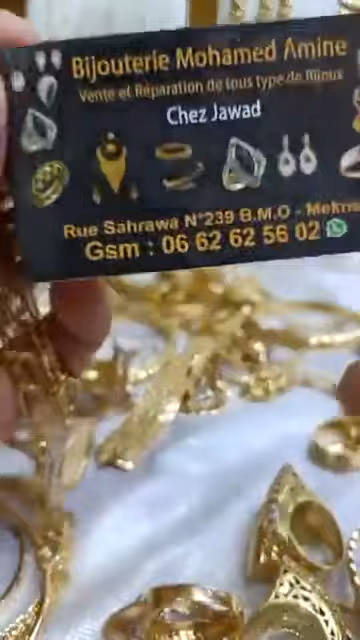 Bijouterie Mohamed Amine
Vente et Réparation de tous type de Bijoux
Chez Jawad
Rue Sahrawa N°239 B.M.O - Mekns
Gsm : 06 62 62 56 02